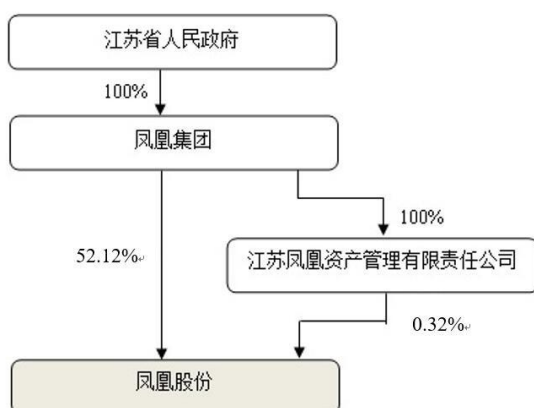 江苏省人民政府
100%
凤凰集团
100%
52.12%
江苏凤凰资产管理有限责任公司
0.32%
凤凰股份